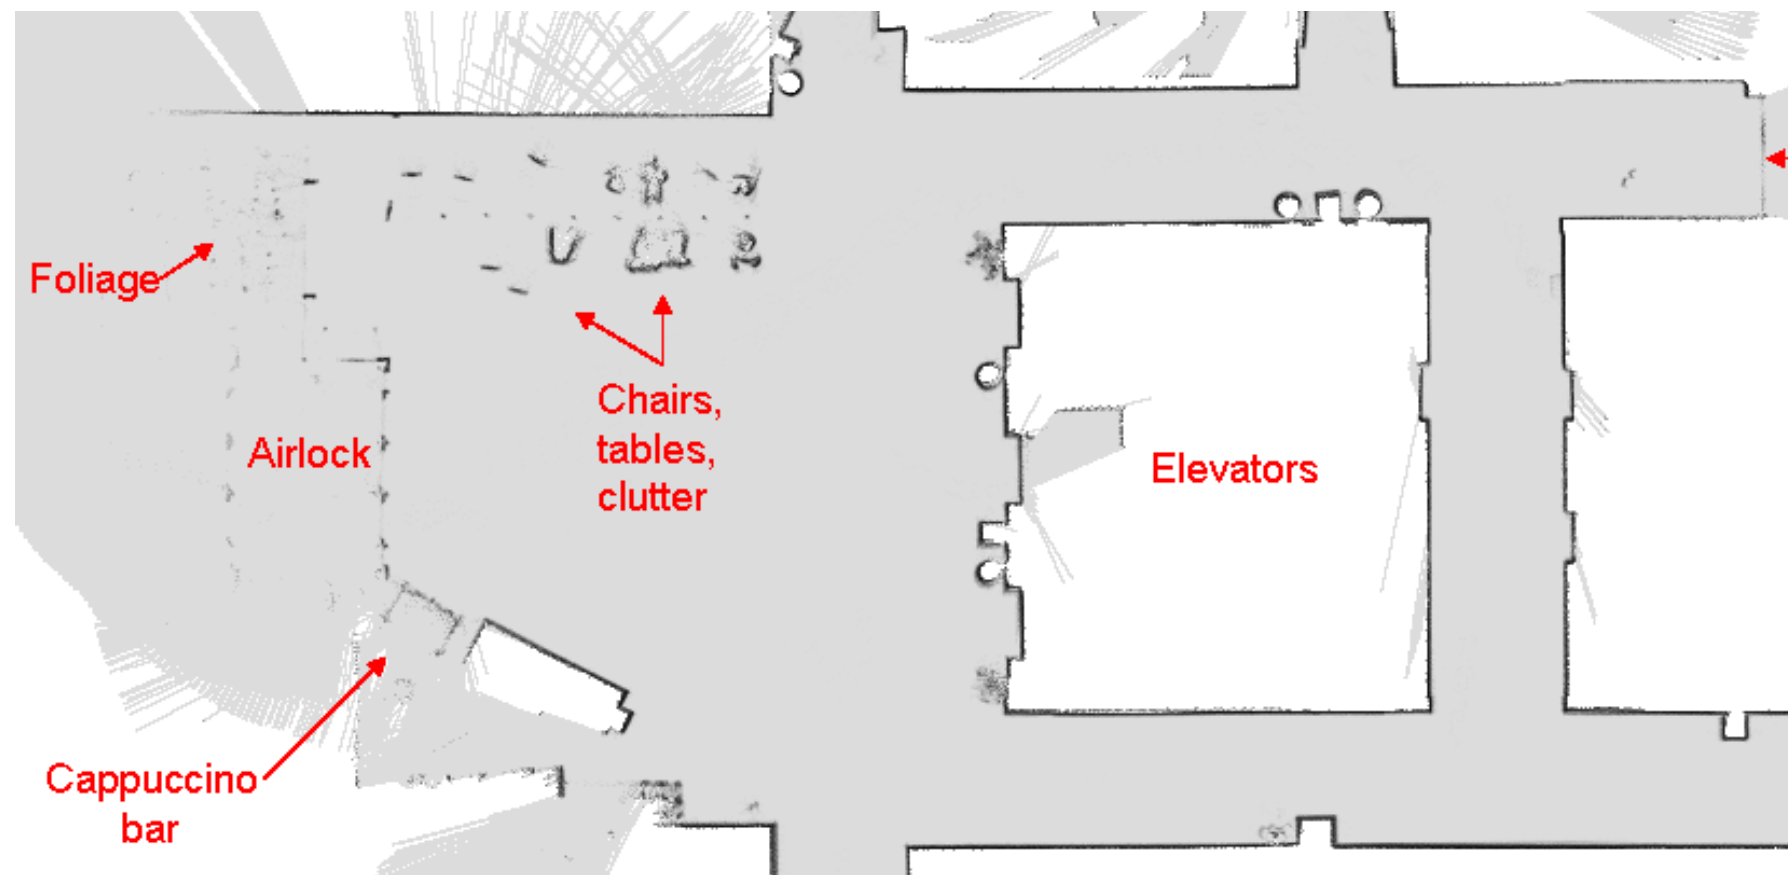 Foliage
Airlock
Chairs,
tables,
clutter
Elevators
Cappuccino
bar